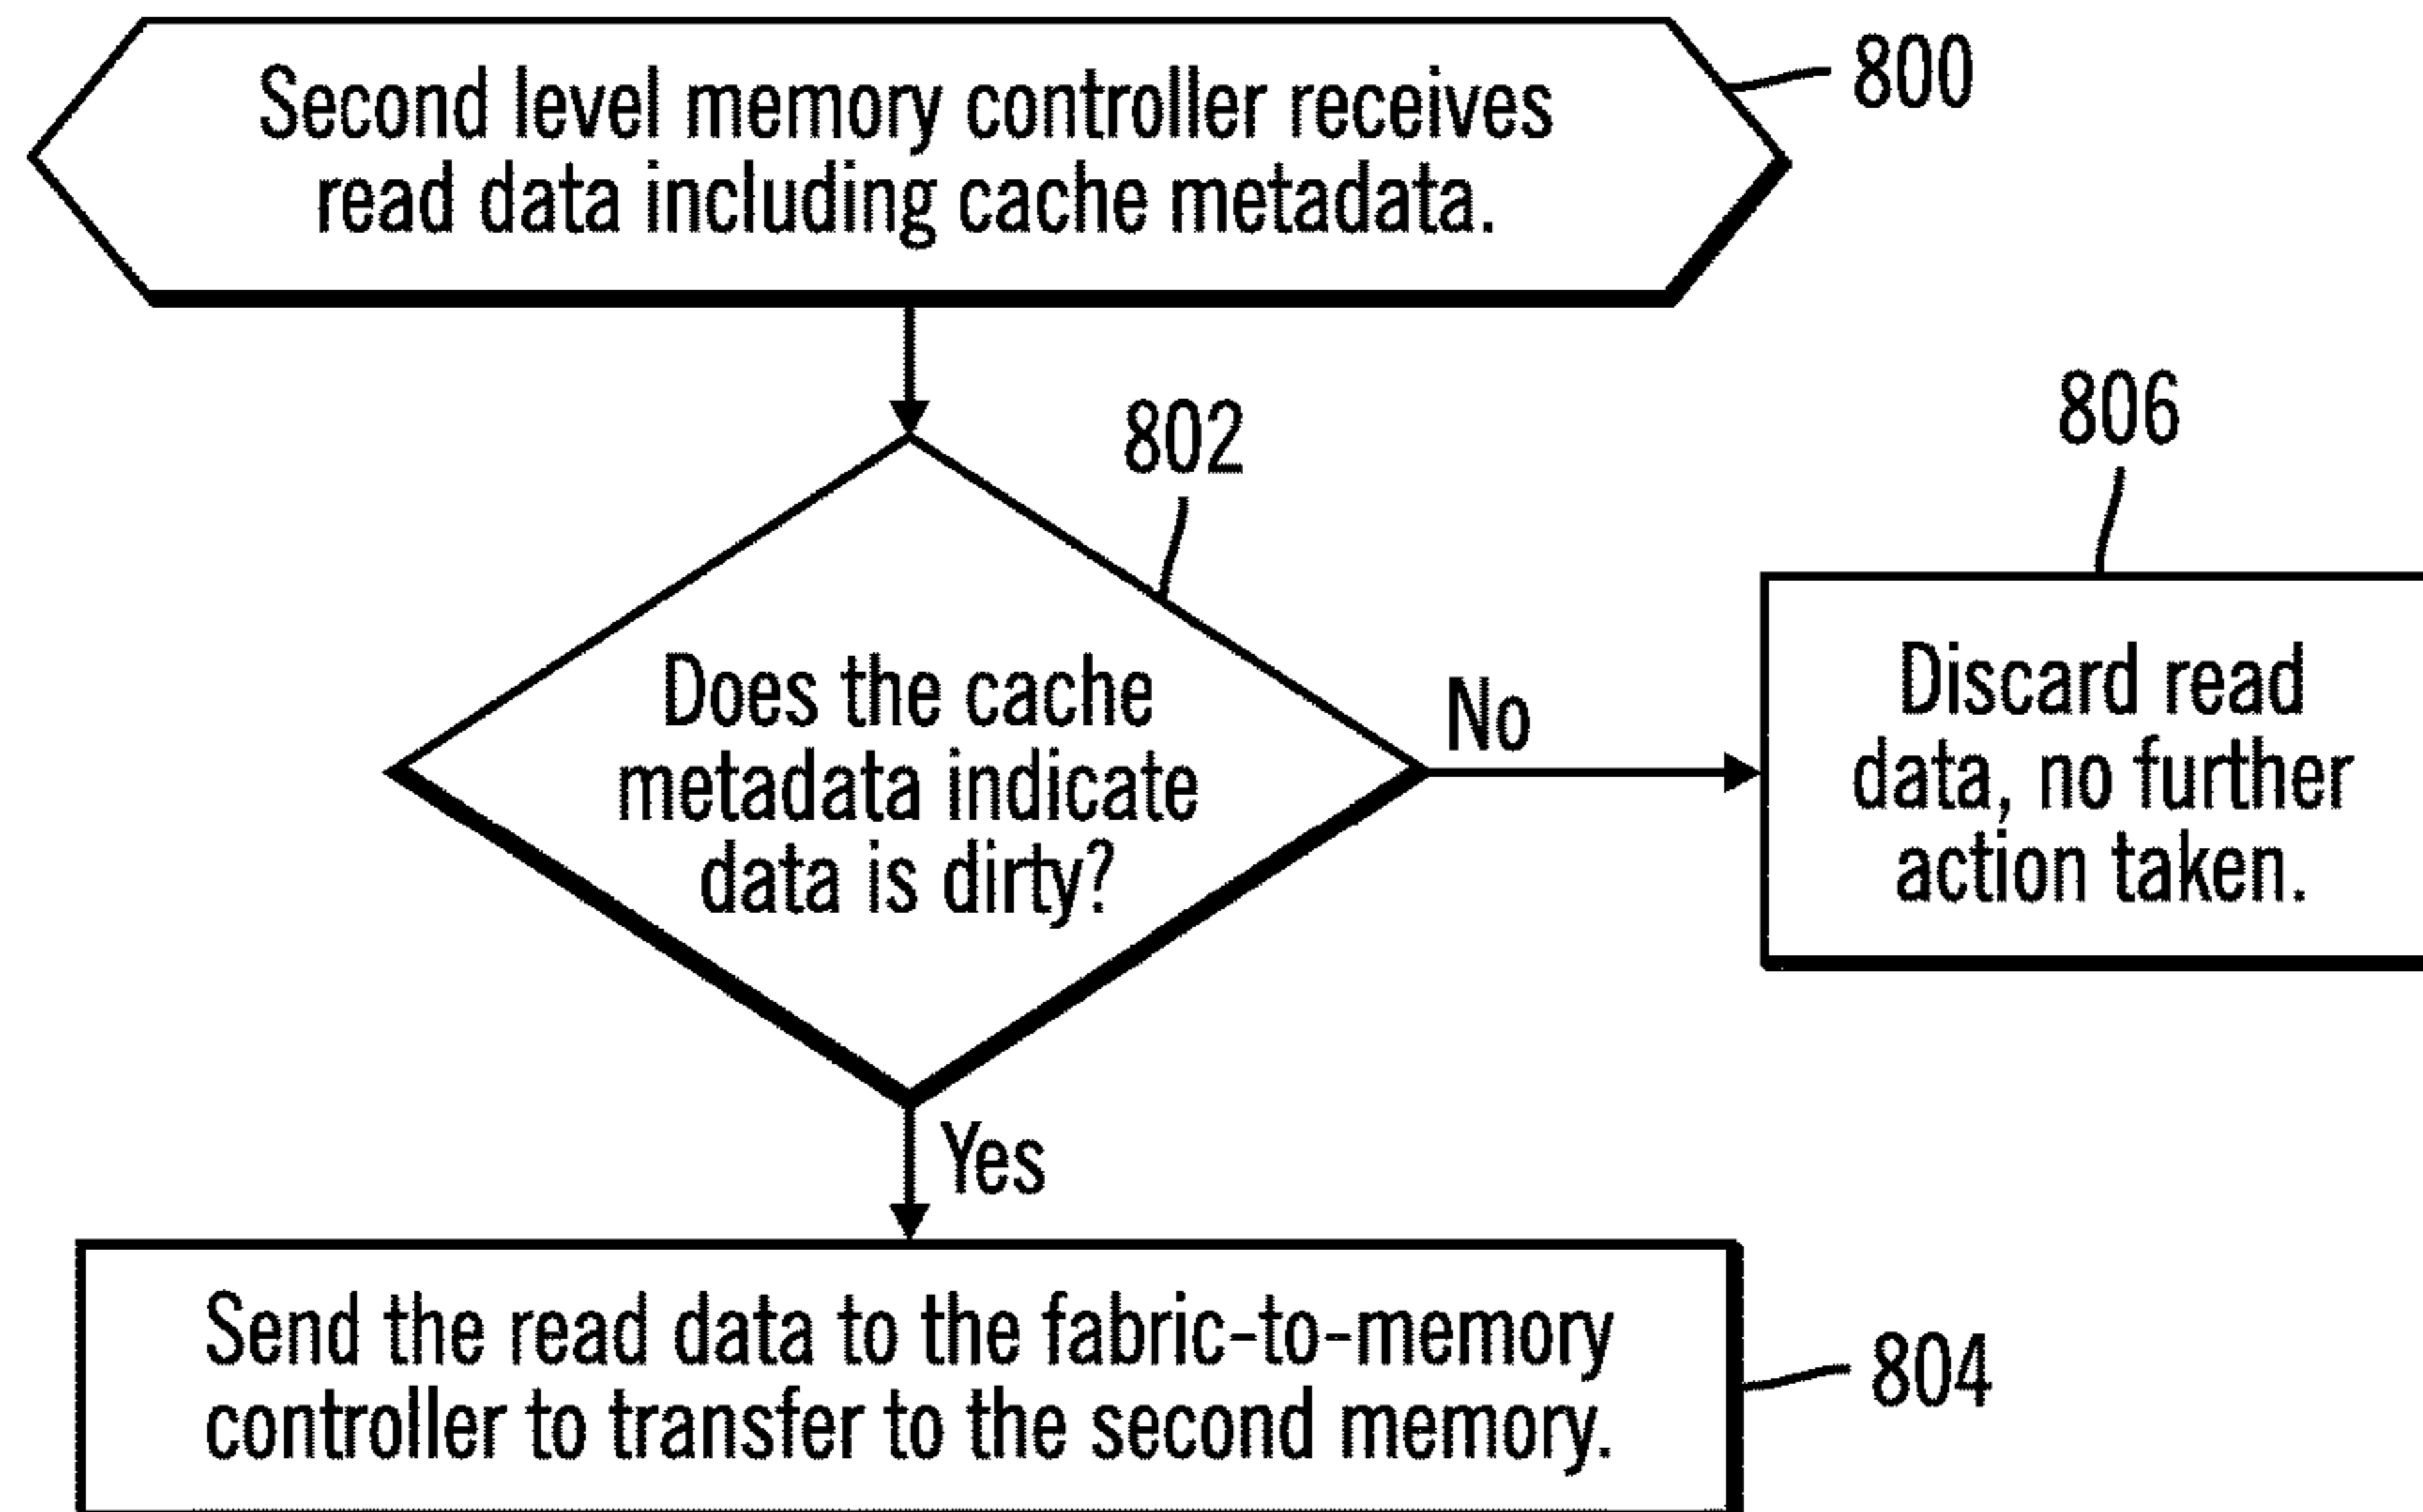 Second level memory controller receives
read data including cache metadata.
800
802
806
Does the cache
metadata indicate
data is dirty?
No
Discard read
data, no further
action taken.
Yes
Send the read data to the fabric-to-memory
controller to transfer to the second memory.
804